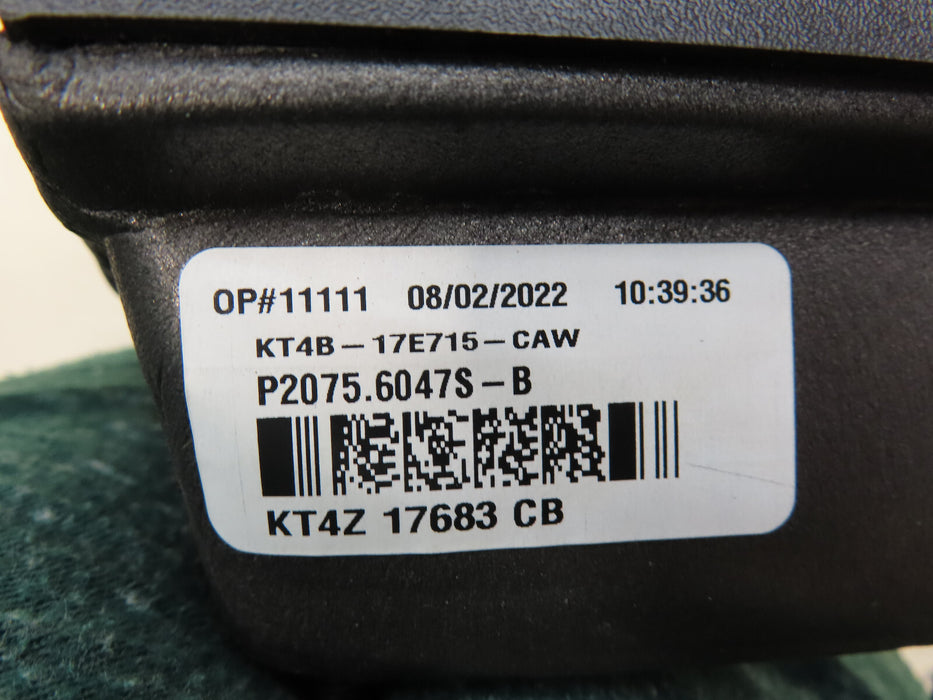 OP#11111 08/02/2022 10:39:36
KT4B-17E715-CAW
P2075.6047S-B
KT4Z 17683 CB